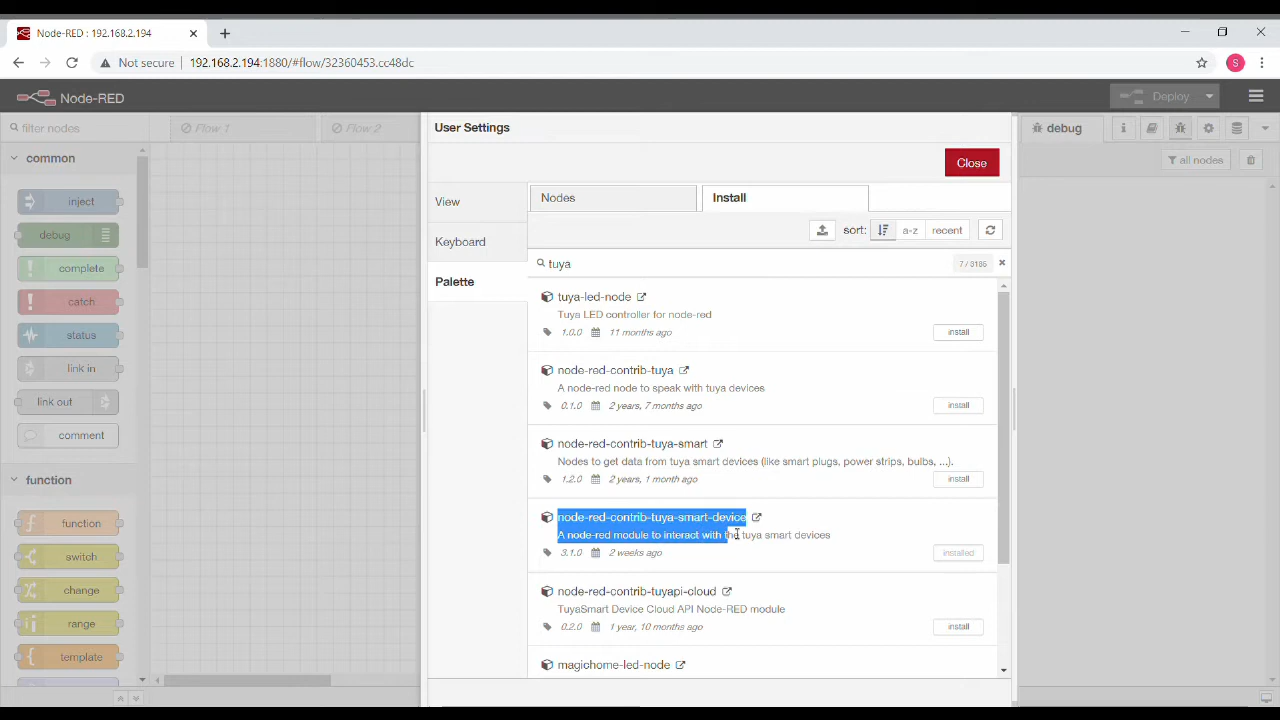 Node-RED : 192.168.2.194
Not secure
192.168.2.194:1880/#flow/32360453.cc48dc
S
Node-RED
Deploy
filter nodes
Flow 1
Flow 2
User Settings
debug
i
Close
all nodes
common
inject
debug
complete
catch
status
link in
link out
comment
function
function
switch
change
range
template
View
Keyboard
Palette
Nodes
Install
sort:
a-z
recent
tuya
7 / 3185
tuya-led-node
Tuya LED controller for node-red
1.0.0 11 months ago
install
node-red-contrib-tuya
A node-red node to speak with tuya devices
0.1.0 2 years, 7 months ago
install
node-red-contrib-tuya-smart
Nodes to get data from tuya smart devices (like smart plugs, power strips, bulbs, ...).
1.2.0 2 years, 1 month ago
install
node-red-contrib-tuya-smart-device
A node-red module to interact with the tuya smart devices
3.1.0 2 weeks ago
installed
node-red-contrib-tuyapi-cloud
TuyaSmart Device Cloud API Node-RED module
0.2.0 1 year, 10 months ago
install
magichome-led-node